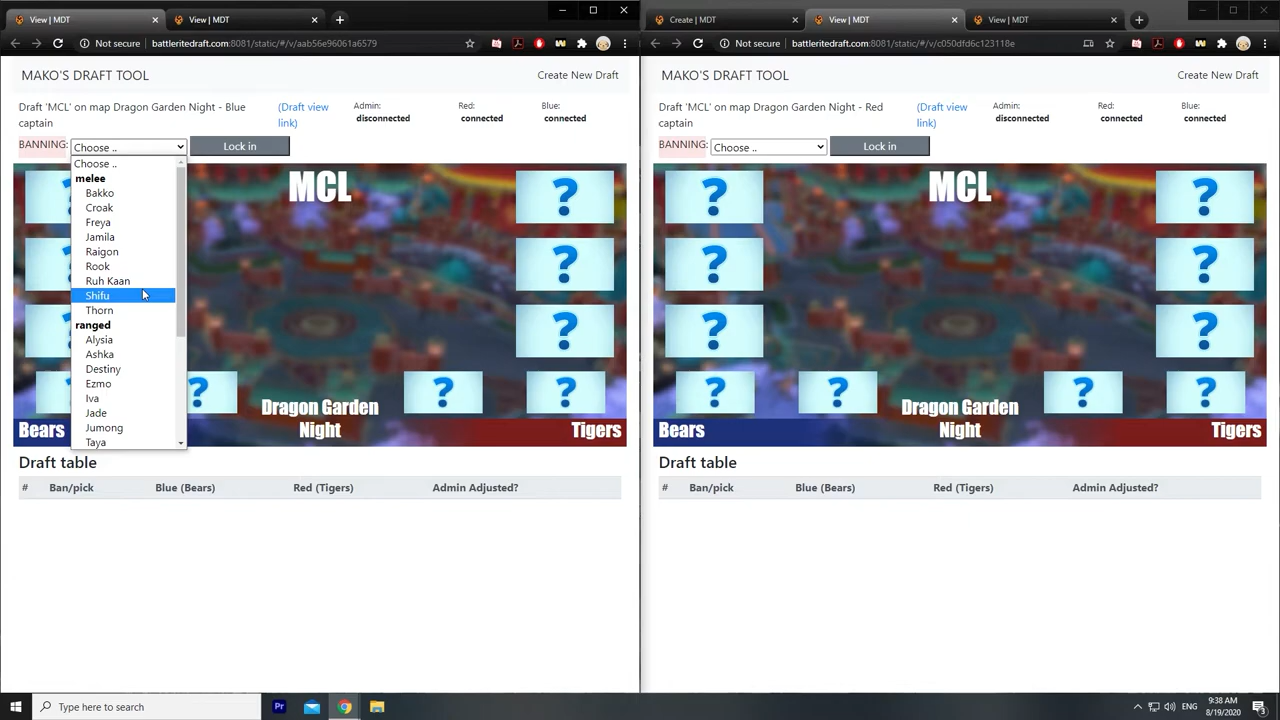 View | MDT
View | MDT
Not secure
battleritedraft.com:8081/static/#/v/aab56e96061a6579
MAKO'S DRAFT TOOL
Create New Draft
Draft 'MCL' on map Dragon Garden Night - Blue
captain
(Draft view
link)
Admin:
disconnected
Red:
connected
Blue:
connected
BANNING:
Choose ..
Lock in
Choose ..
melee
Bakko
Croak
Freya
Jamila
Raigon
Rook
Ruh Kaan
Shifu
Thorn
ranged
Alysia
Ashka
Destiny
Ezmo
Iva
Jade
Jumong
Taya
MCL
?
?
?
?
?
?
?
Dragon Garden
Night
Bears
Tigers
Draft table
# Ban/pick Blue (Bears) Red (Tigers) Admin Adjusted?
Create | MDT
View | MDT
View | MDT
Not secure
battleritedraft.com:8081/static/#/v/c050dfd6c123118e
MAKO'S DRAFT TOOL
Create New Draft
Draft 'MCL' on map Dragon Garden Night - Red
captain
(Draft view
link)
Admin:
disconnected
Red:
connected
Blue:
connected
BANNING:
Choose ..
Lock in
MCL
?
?
?
?
?
?
?
?
?
?
Dragon Garden
Night
Bears
Tigers
Draft table
# Ban/pick Blue (Bears) Red (Tigers) Admin Adjusted?
Type here to search
Pr
ENG
9:38 AM
8/19/2020